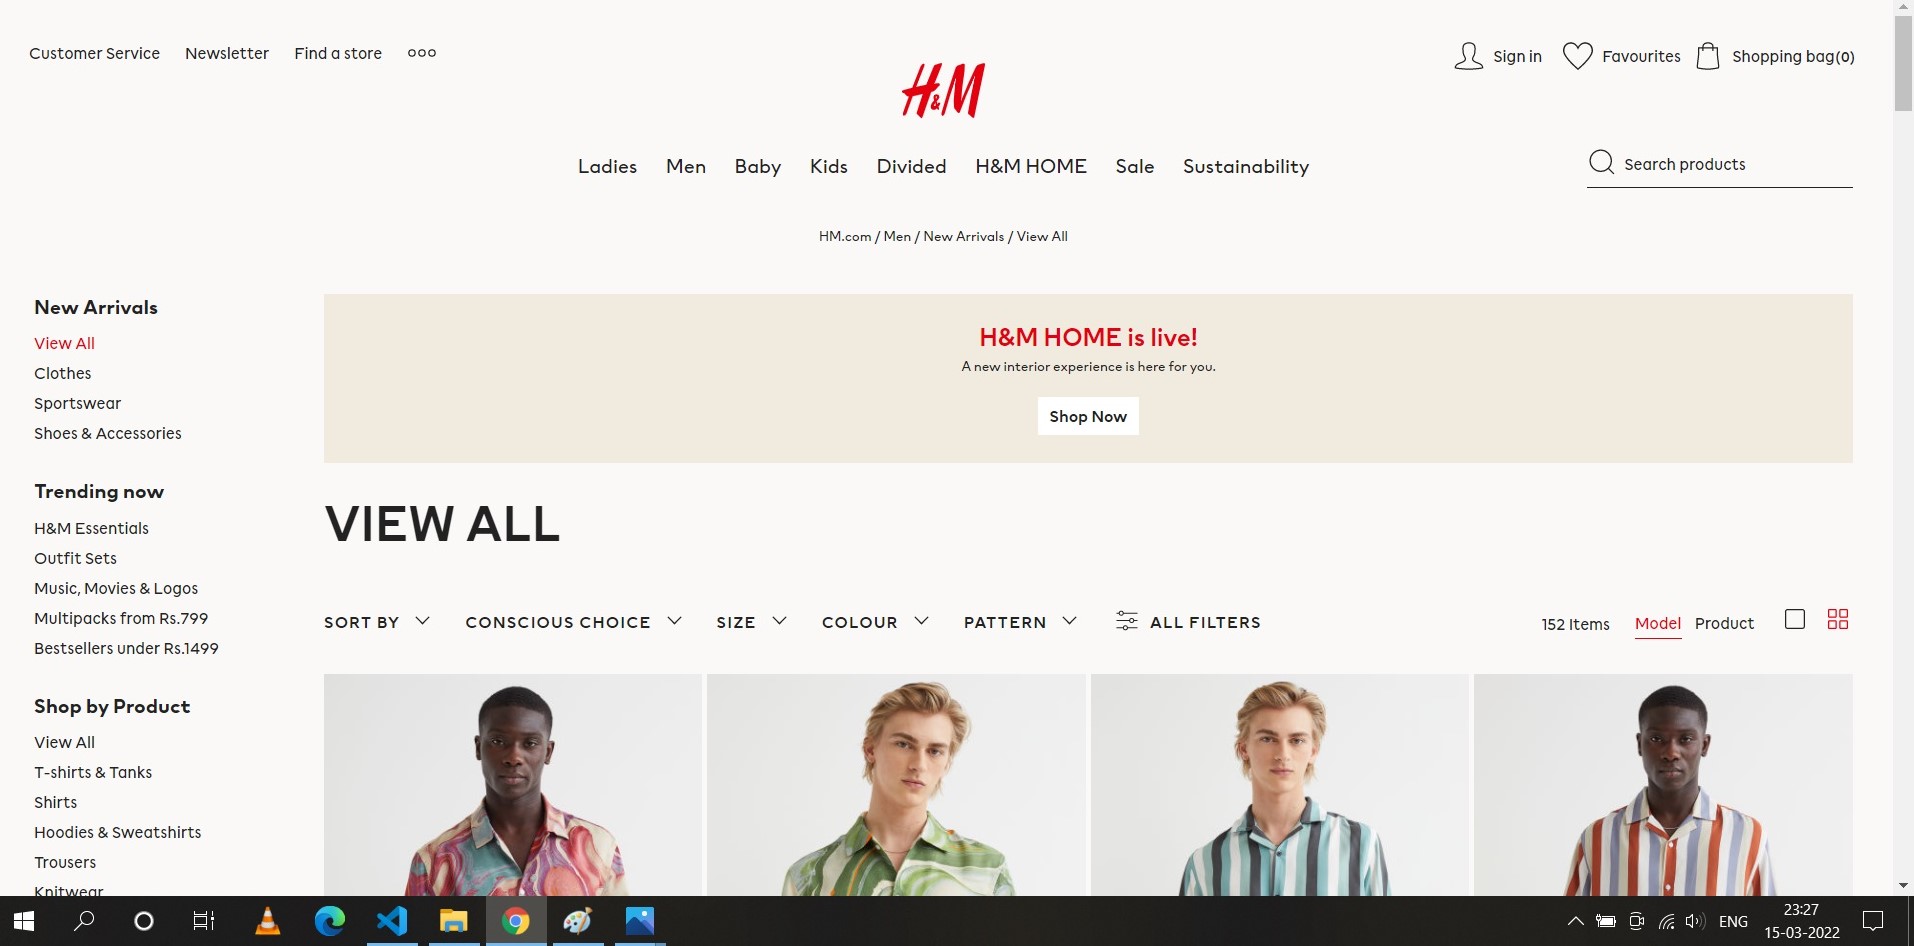 Customer Service Newsletter Find a store
Sign in Favourites Shopping bag(0)
H&M
Ladies Men Baby Kids Divided H&M HOME Sale Sustainability
Search products
HM.com / Men / New Arrivals / View All
New Arrivals
View All
Clothes
Sportswear
Shoes & Accessories
Trending now
H&M Essentials
Outfit Sets
Music, Movies & Logos
Multipacks from Rs.799
Bestsellers under Rs.1499
Shop by Product
View All
T-shirts & Tanks
Shirts
Hoodies & Sweatshirts
Trousers
Knitwear
H&M HOME is live!
A new interior experience is here for you.
Shop Now
VIEW ALL
SORT BY CONSCIOUS CHOICE SIZE COLOUR PATTERN ALL FILTERS
152 Items Model Product
ENG
23:27
15-03-2022